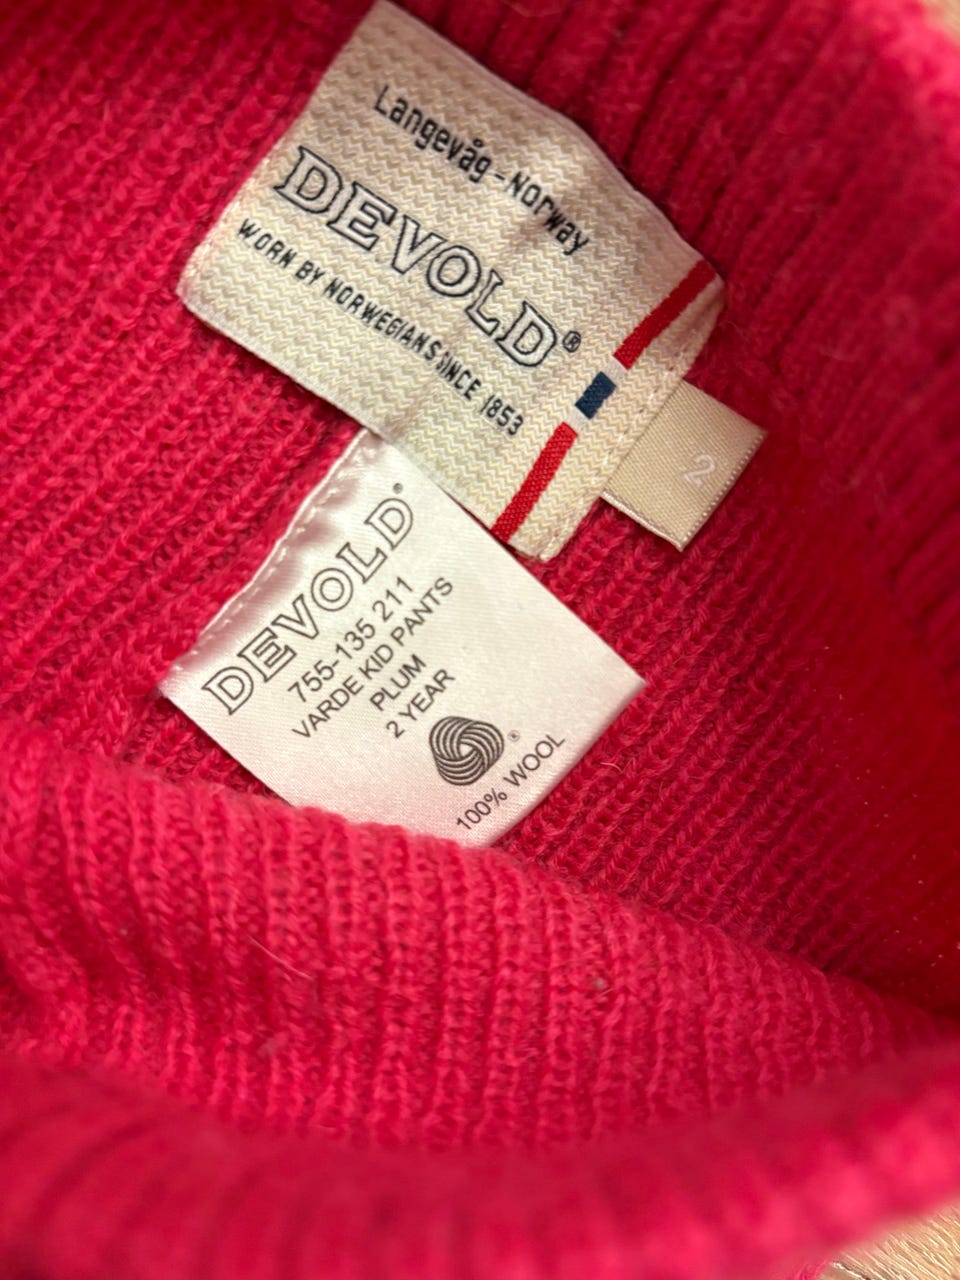 Langevåg-Norway
DEVOLD®
WORN BY NORWEGIANS SINCE 1853
2
DEVOLD®
755-135 211
VARDE KID PANTS
PLUM
2 YEAR
®
100% WOOL